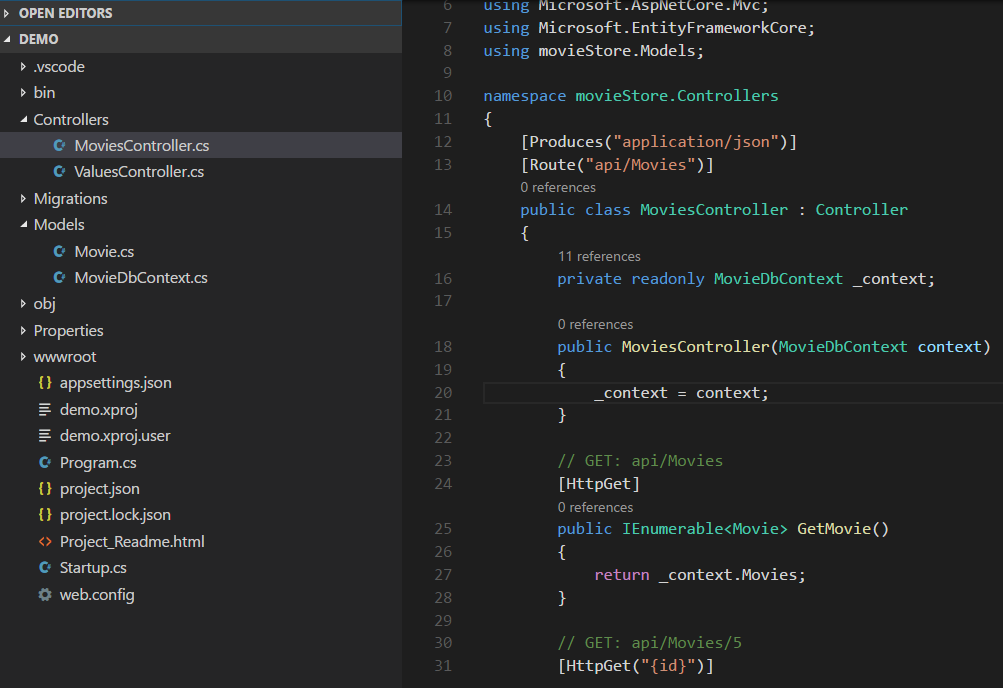 OPEN EDITORS
DEMO
.vscode
bin
Controllers
MoviesController.cs
ValuesController.cs
Migrations
Models
Movie.cs
MovieDbContext.cs
obj
Properties
wwwroot
{} appsettings.json
demo.xproj
demo.xproj.user
Program.cs
{} project.json
{} project.lock.json
<> Project_Readme.html
Startup.cs
web.config
6 using Microsoft.AspNetCore.Mvc;
7 using Microsoft.EntityFrameworkCore;
8 using movieStore.Models;
9
10 namespace movieStore.Controllers
11 {
12 [Produces("application/json")]
13 [Route("api/Movies")]
0 references
14 public class MoviesController : Controller
15 {
11 references
16 private readonly MovieDbContext _context;
17
0 references
18 public MoviesController(MovieDbContext context)
19 {
20 _context = context;
21 }
22
23 // GET: api/Movies
24 [HttpGet]
0 references
25 public IEnumerable<Movie> GetMovie()
26 {
27 return _context.Movies;
28 }
29
30 // GET: api/Movies/5
31 [HttpGet("{id}")]